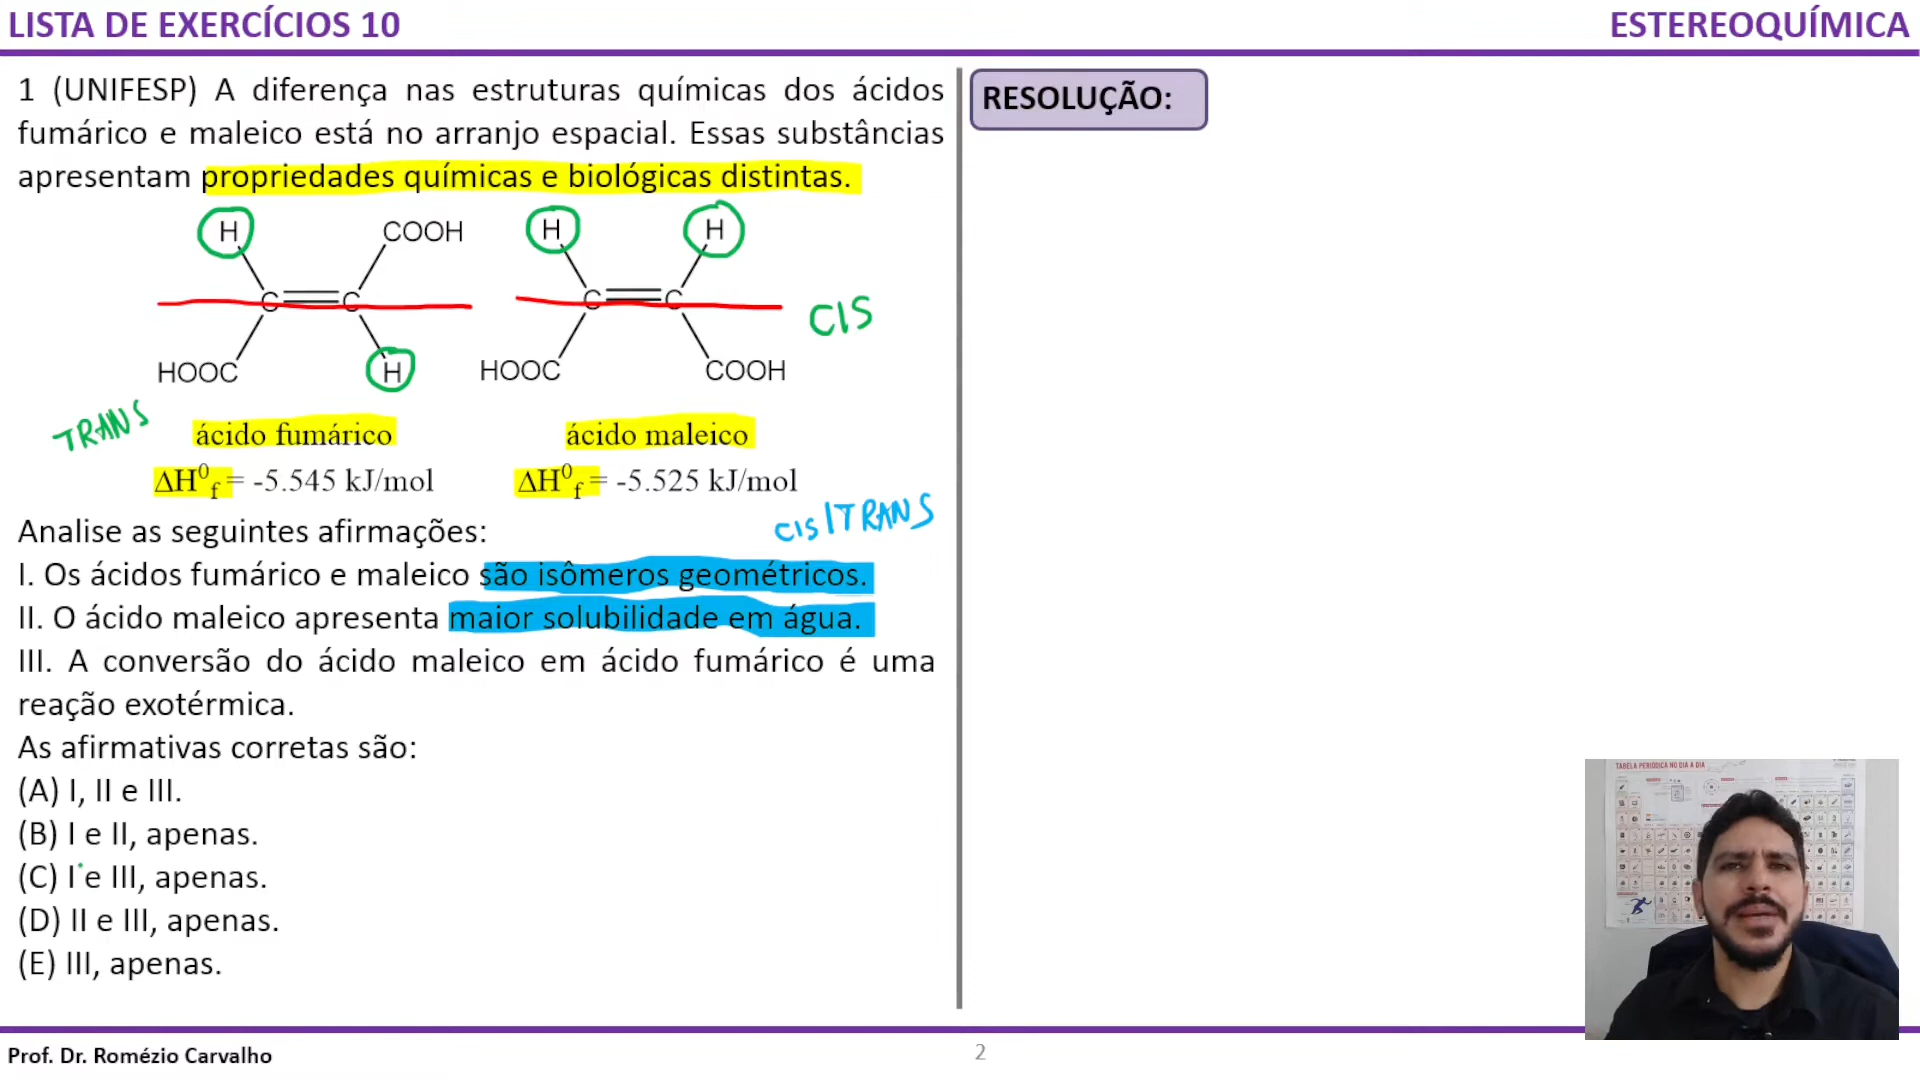 LISTA DE EXERCÍCIOS 10
ESTEREOQUÍMICA
1 (UNIFESP) A diferença nas estruturas químicas dos ácidos
fumárico e maleico está no arranjo espacial. Essas substâncias
apresentam propriedades químicas e biológicas distintas.
H COOH H H
C C C C
CIS
HOOC H HOOC COOH
TRANS
ácido fumárico ácido maleico
ΔH⁰f = -5.545 kJ/mol ΔH⁰f = -5.525 kJ/mol
CIS/TRANS
Analise as seguintes afirmações:
I. Os ácidos fumárico e maleico são isômeros geométricos.
II. O ácido maleico apresenta maior solubilidade em água.
III. A conversão do ácido maleico em ácido fumárico é uma
reação exotérmica.
As afirmativas corretas são:
(A) I, II e III.
(B) I e II, apenas.
(C) I e III, apenas.
(D) II e III, apenas.
(E) III, apenas.
RESOLUÇÃO:
TABELA PERIÓDICA NO DIA A DIA
Prof. Dr. Romézio Carvalho
2